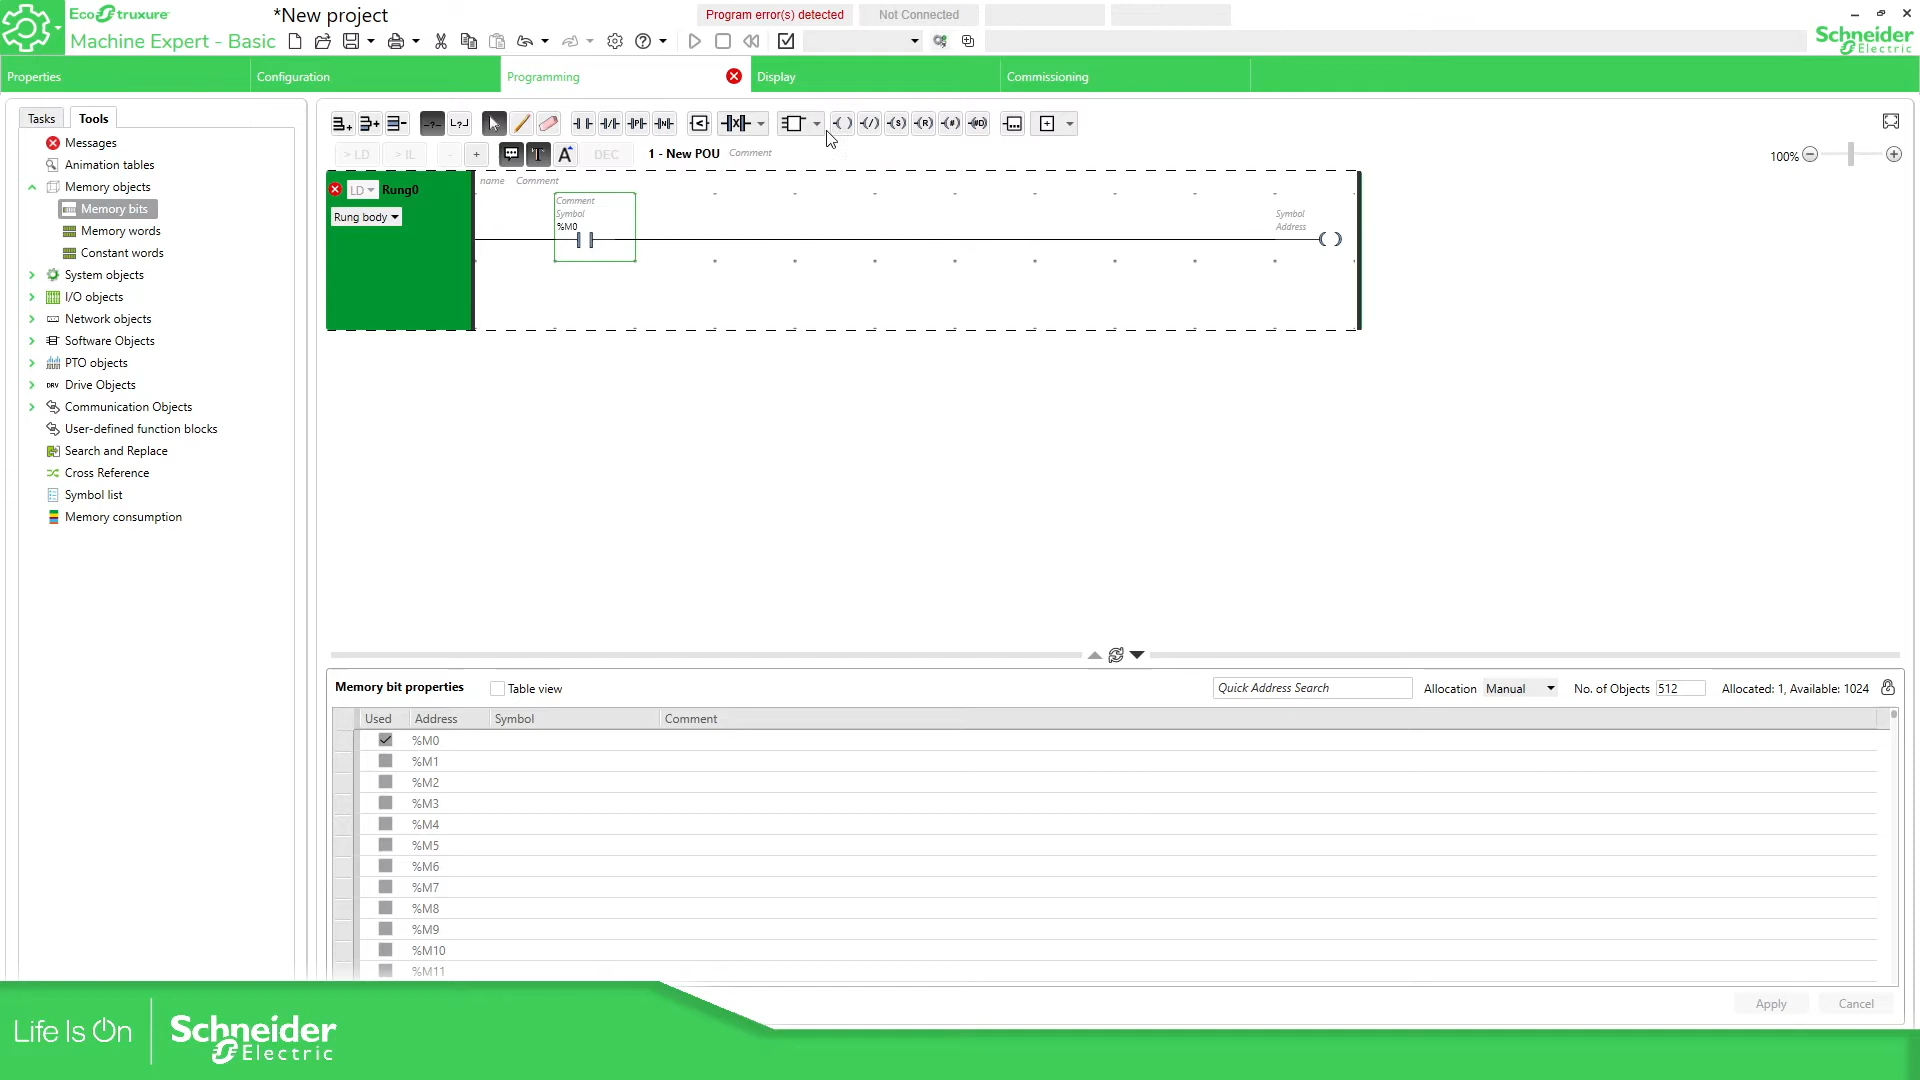 EcoStruxure
Machine Expert - Basic
*New project
Program error(s) detected
Not Connected
Schneider
Electric
Properties
Configuration
Programming
Display
Commissioning
Tasks
Tools
Messages
Animation tables
Memory objects
Memory bits
Memory words
Constant words
System objects
I/O objects
Network objects
Software Objects
PTO objects
DRV Drive Objects
Communication Objects
User-defined function blocks
Search and Replace
Cross Reference
Symbol list
Memory consumption
> LD
> IL
-
+
T
A
DEC
1 - New POU
Comment
100%
LD
Rung0
name
Comment
Rung body
Comment
Symbol
%M0
Symbol
Address
Memory bit properties
Table view
Quick Address Search
Allocation
Manual
No. of Objects
512
Allocated: 1, Available: 1024
Used
Address
Symbol
Comment
%M0
%M1
%M2
%M3
%M4
%M5
%M6
%M7
%M8
%M9
%M10
%M11
Apply
Cancel
Life Is On
Schneider
Electric